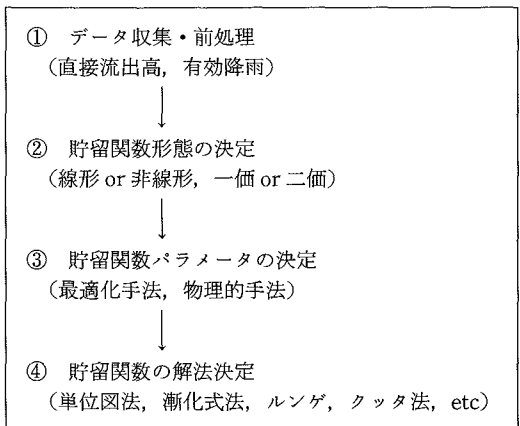 ① データ収集・前処理
（直接流出高，有効降雨）
② 貯留関数形態の決定
（線形 or 非線形，一価 or 二価）
③ 貯留関数パラメータの決定
（最適化手法，物理的手法）
④ 貯留関数の解法決定
（単位図法，漸化式法，ルンゲ，クッタ法，etc）